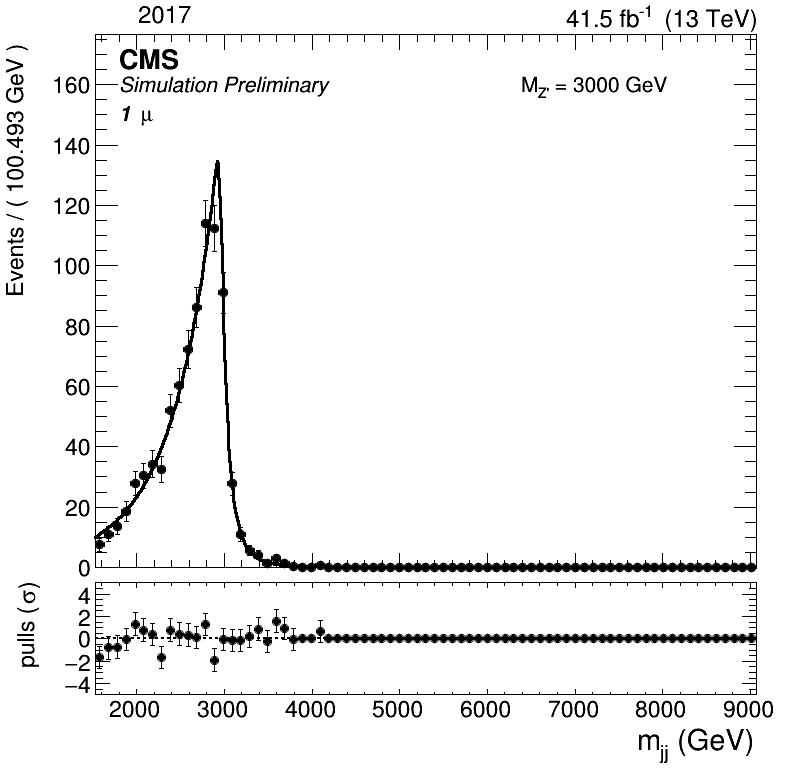 2017
41.5 fb-1 (13 TeV)
CMS
Simulation Preliminary
MZ' = 3000 GeV
1 μ
Events / ( 100.493 GeV )
160
140
120
100
80
60
40
20
0
pulls (σ)
4
2
0
−2
−4
2000 3000 4000 5000 6000 7000 8000 9000
mjj (GeV)